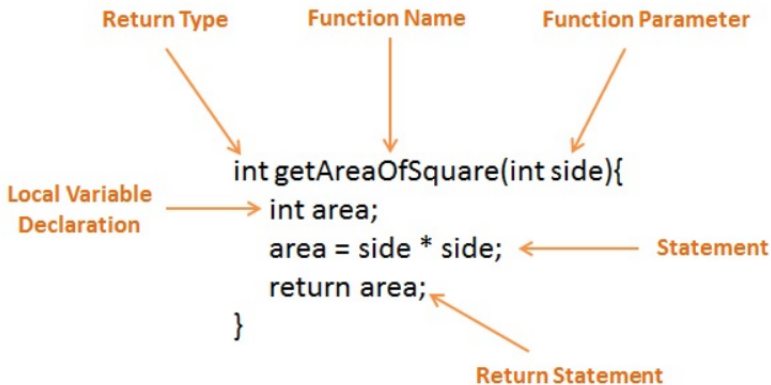 Return Type Function Name Function Parameter
int getAreaOfSquare(int side){
Local Variable
Declaration
int area;
area = side * side;
Statement
return area;
}
Return Statement